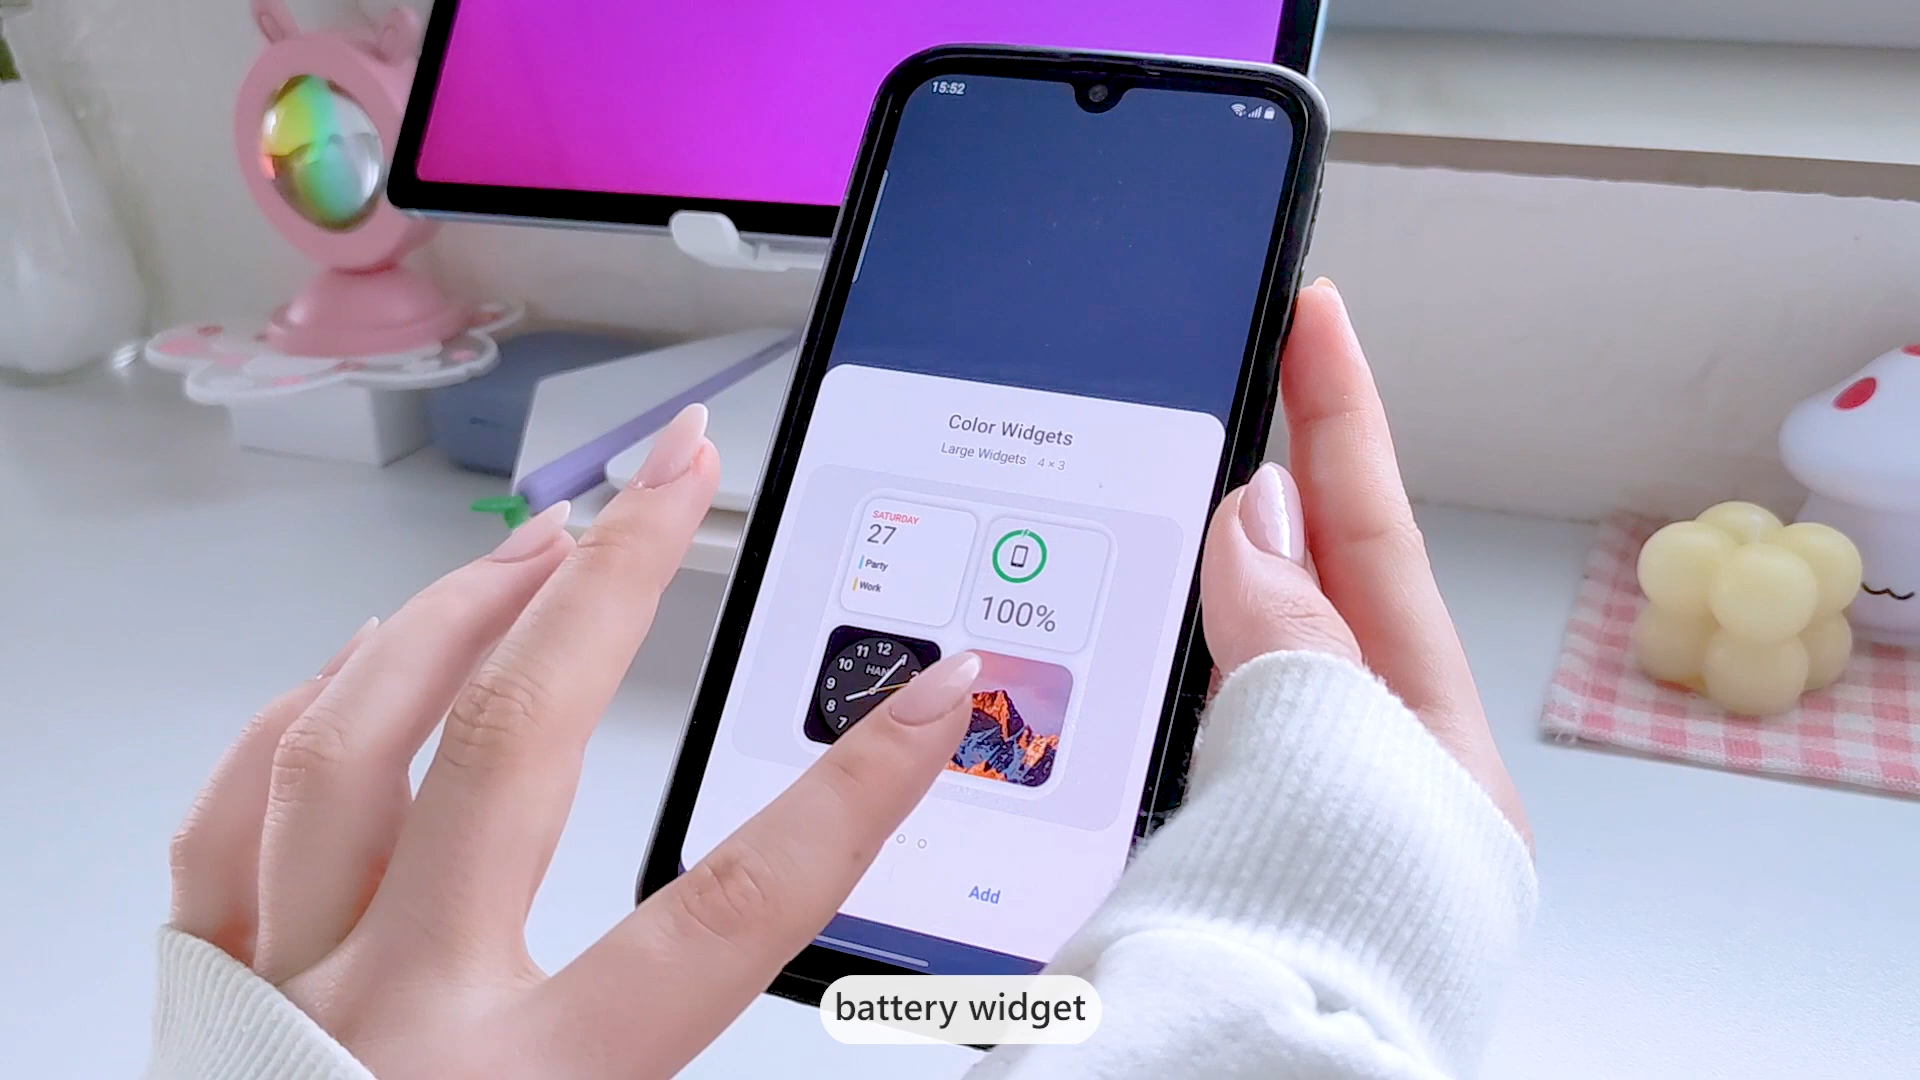 15:52
Color Widgets
Large Widgets 4 × 3
SATURDAY
27
Party
Work
100%
11 12 1
10
9
8
7
Add
battery widget